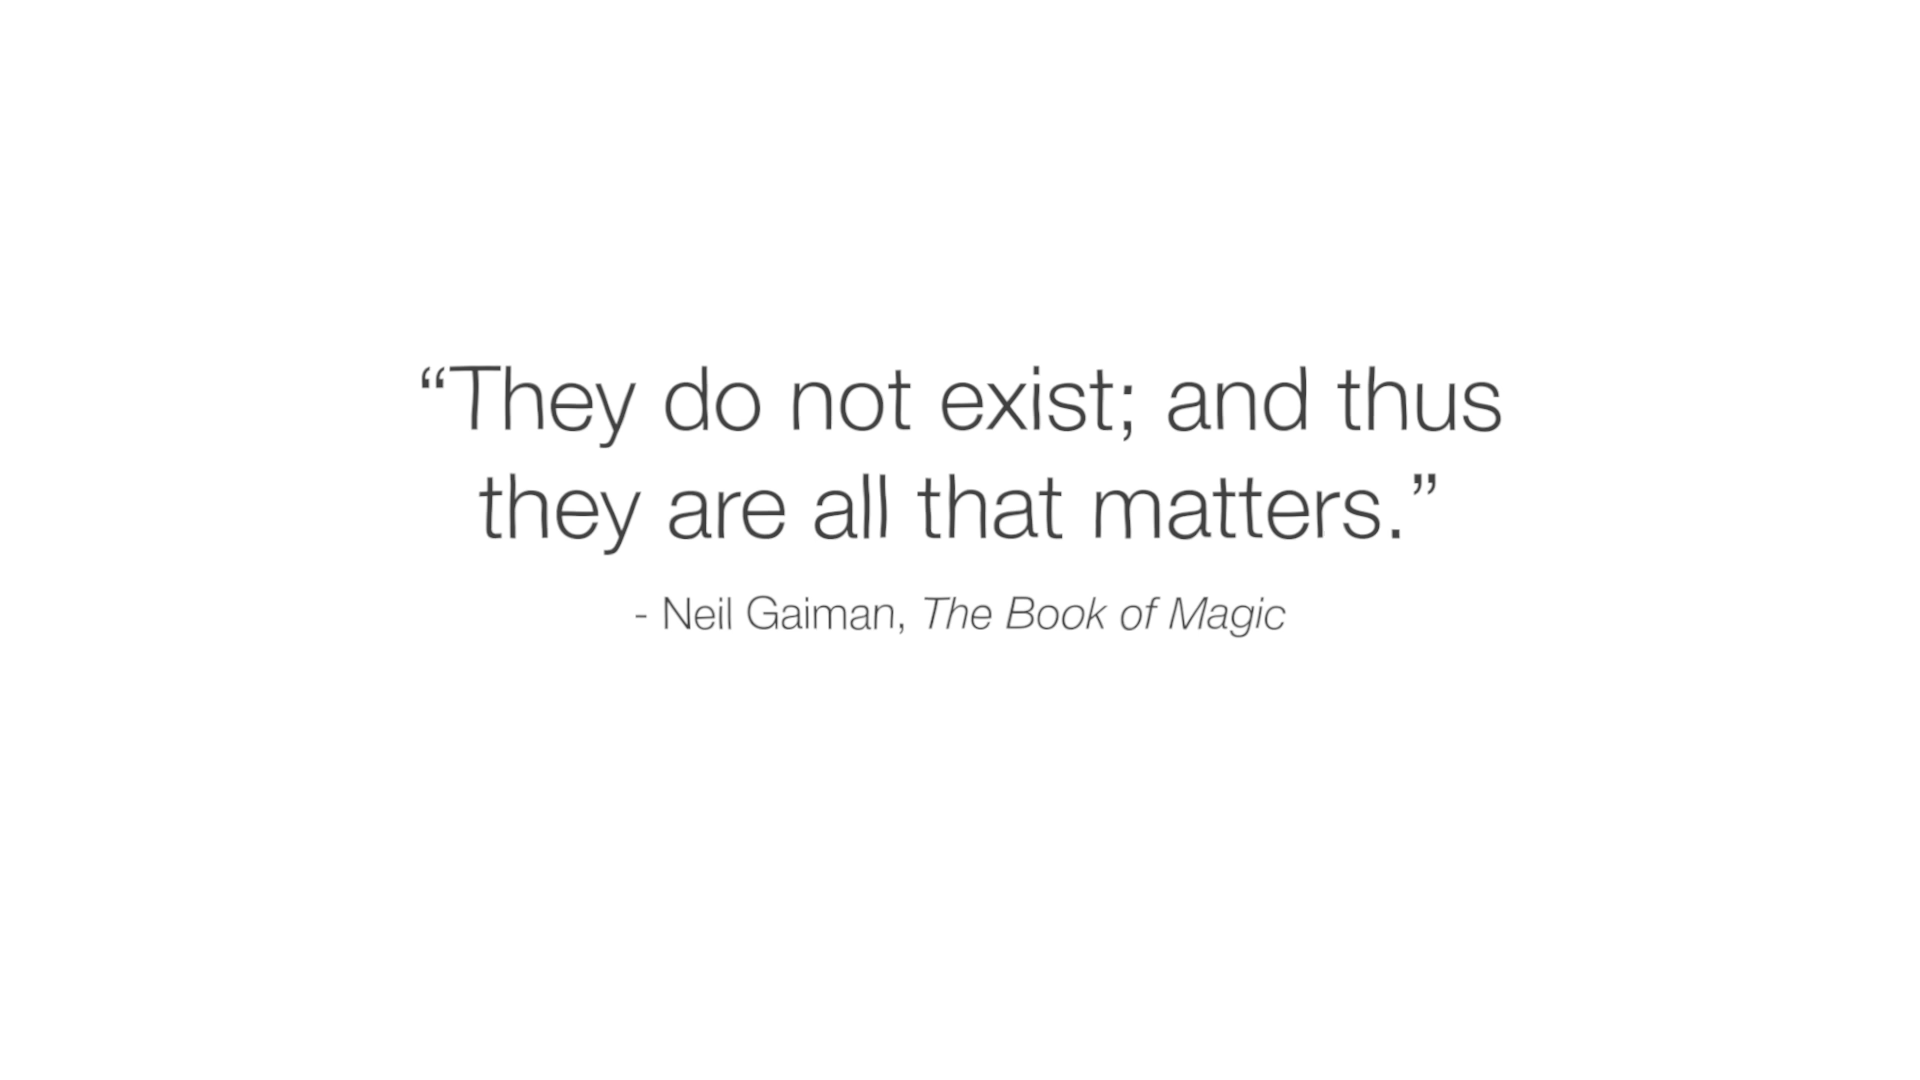 “They do not exist; and thus
they are all that matters.”
- Neil Gaiman, The Book of Magic